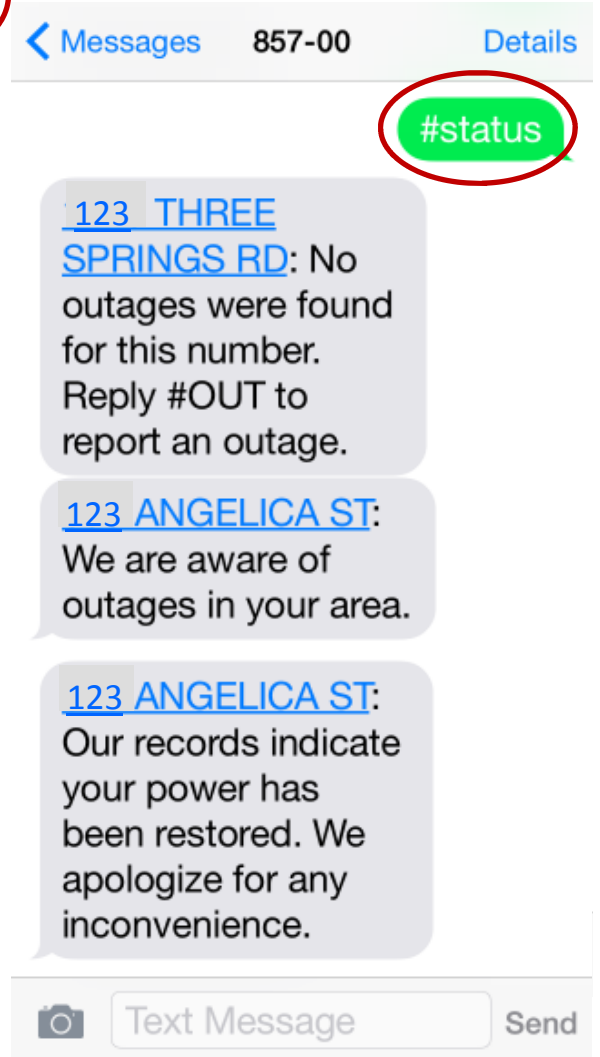 Messages 857-00 Details
#status
123 THREE
SPRINGS RD: No
outages were found
for this number.
Reply #OUT to
report an outage.
123 ANGELICA ST:
We are aware of
outages in your area.
123 ANGELICA ST:
Our records indicate
your power has
been restored. We
apologize for any
inconvenience.
Text Message Send